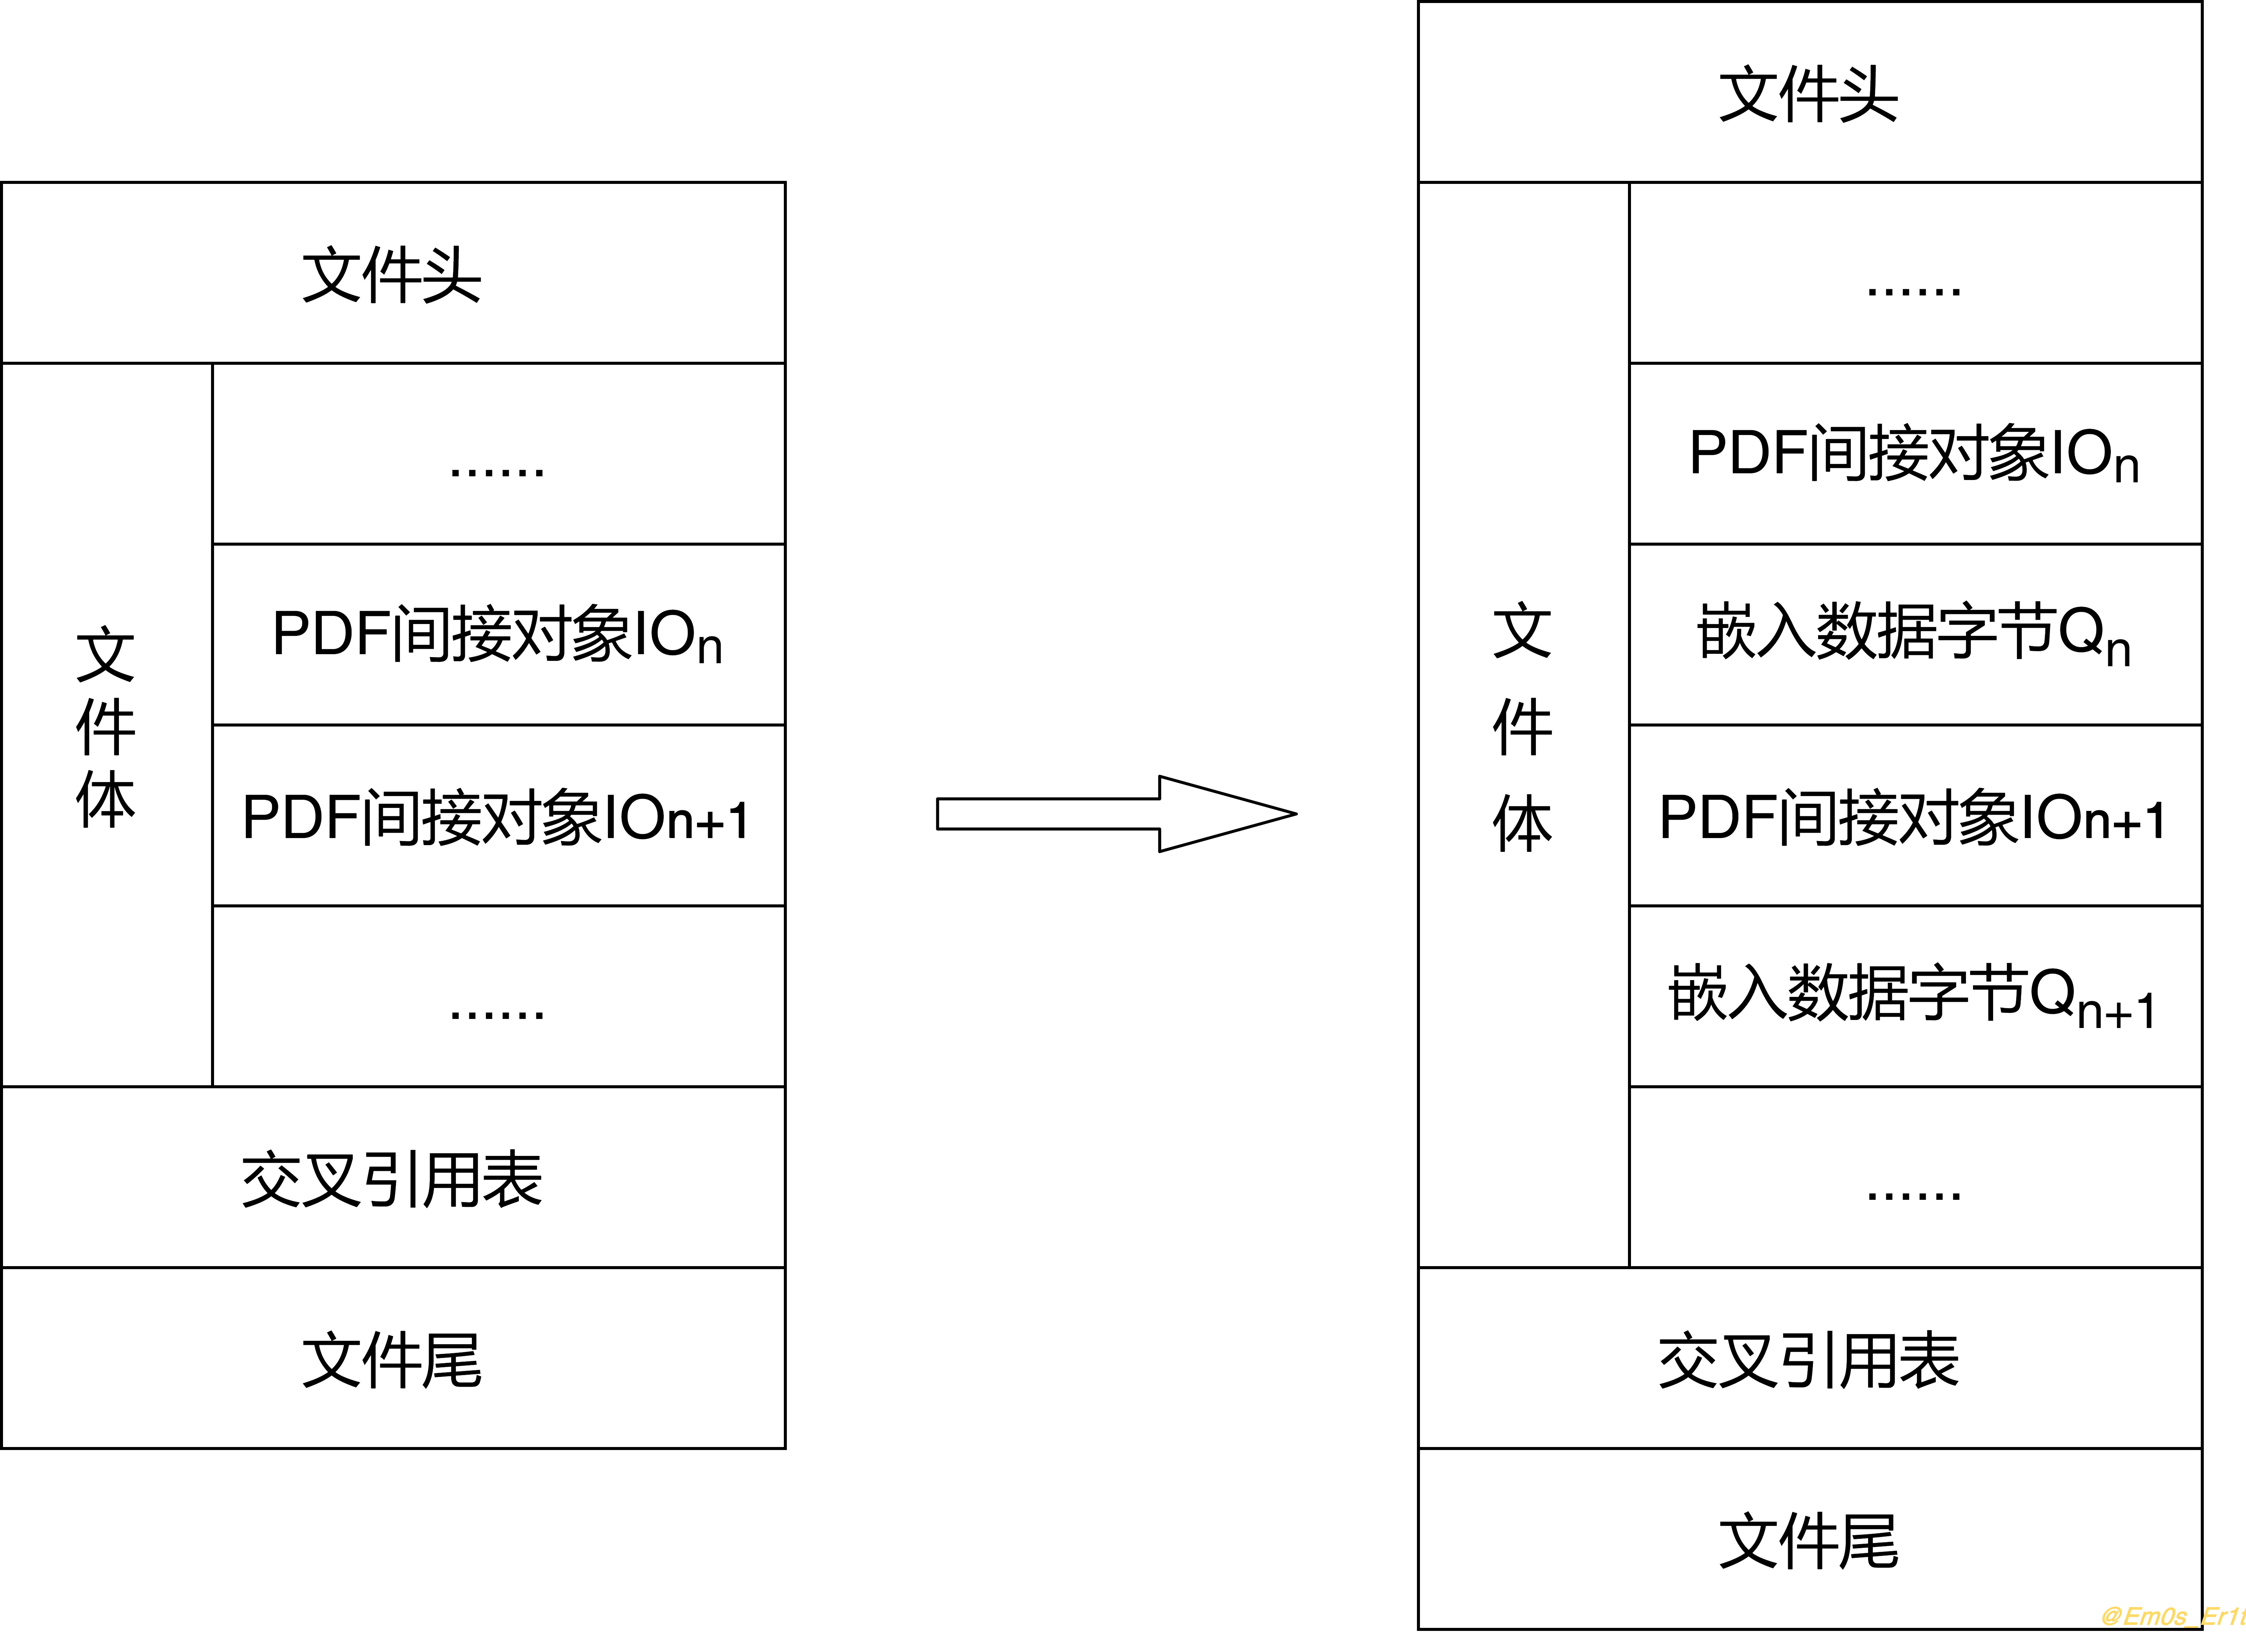 文件头
文件体
......
PDF间接对象IOn
PDF间接对象IOn+1
......
交叉引用表
文件尾
文件头
文件体
......
PDF间接对象IOn
嵌入数据字节Qn
PDF间接对象IOn+1
嵌入数据字节Qn+1
......
交叉引用表
文件尾
@Em0s_Er1t